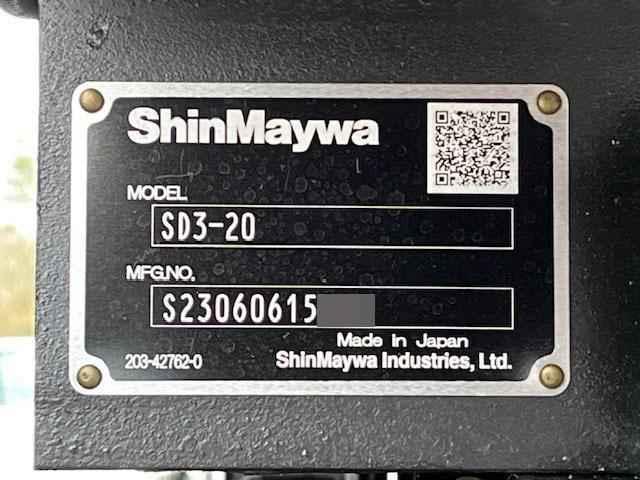 ShinMaywa
MODEL
SD3-20
MFG.NO.
S23060615
Made in Japan
203-42762-0 ShinMaywa Industries, Ltd.